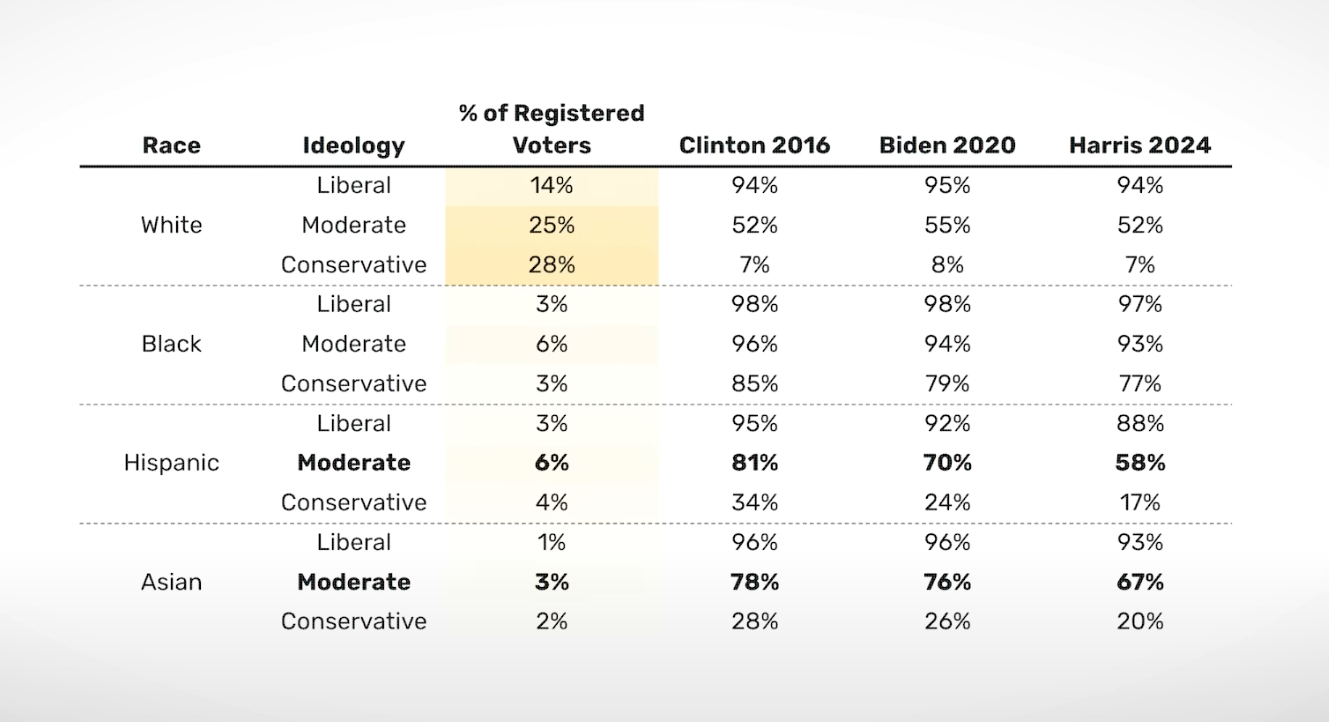 % of Registered
Race Ideology Voters Clinton 2016 Biden 2020 Harris 2024
Liberal 14% 94% 95% 94%
White Moderate 25% 52% 55% 52%
Conservative 28% 7% 8% 7%
Liberal 3% 98% 98% 97%
Black Moderate 6% 96% 94% 93%
Conservative 3% 85% 79% 77%
Liberal 3% 95% 92% 88%
Hispanic Moderate 6% 81% 70% 58%
Conservative 4% 34% 24% 17%
Liberal 1% 96% 96% 93%
Asian Moderate 3% 78% 76% 67%
Conservative 2% 28% 26% 20%